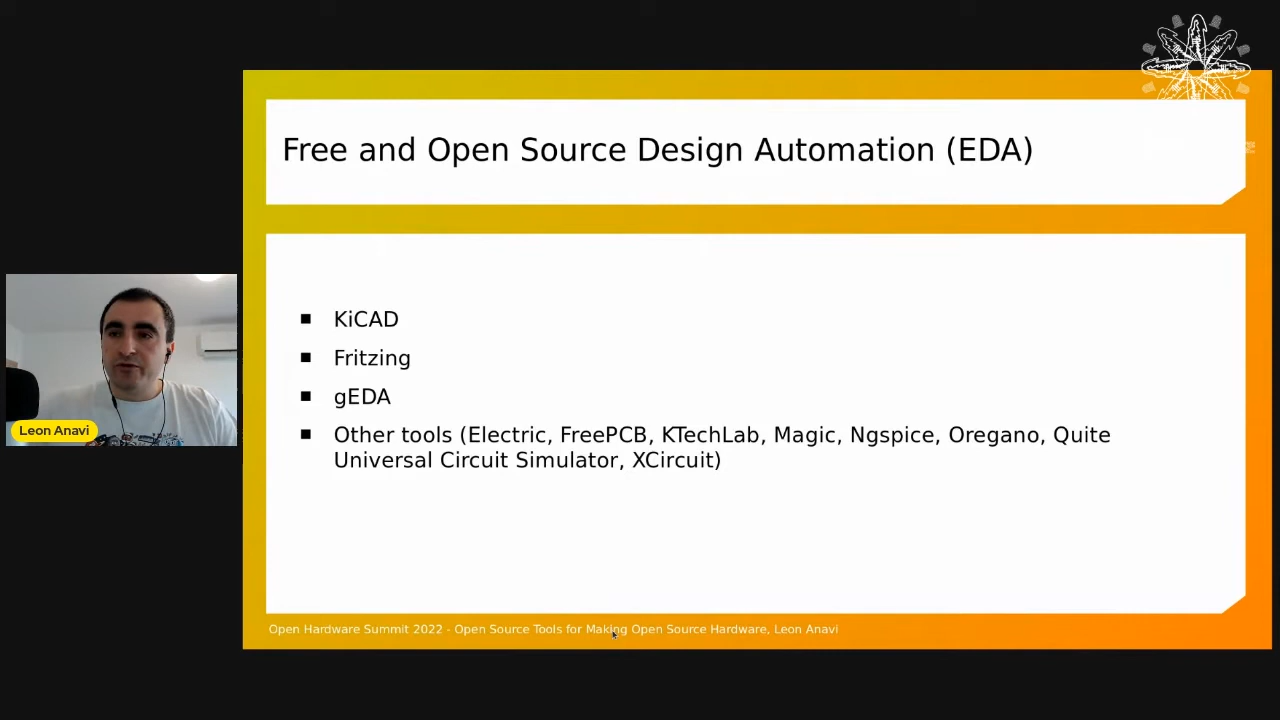 Free and Open Source Design Automation (EDA)
■ KiCAD
■ Fritzing
■ gEDA
■ Other tools (Electric, FreePCB, KTechLab, Magic, Ngspice, Oregano, Quite
Universal Circuit Simulator, XCircuit)
Leon Anavi
Open Hardware Summit 2022 - Open Source Tools for Making Open Source Hardware, Leon Anavi